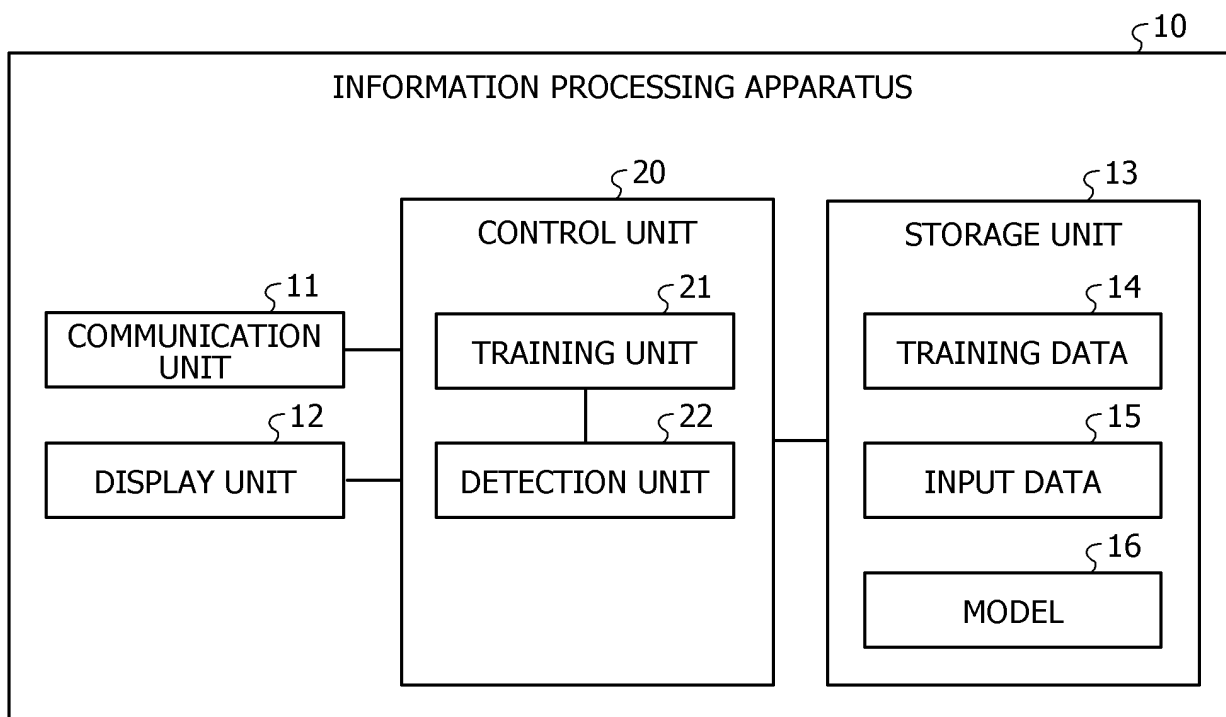 10
INFORMATION PROCESSING APPARATUS
20
CONTROL UNIT
13
STORAGE UNIT
11
COMMUNICATION
UNIT
21
TRAINING UNIT
14
TRAINING DATA
12
DISPLAY UNIT
22
DETECTION UNIT
15
INPUT DATA
16
MODEL